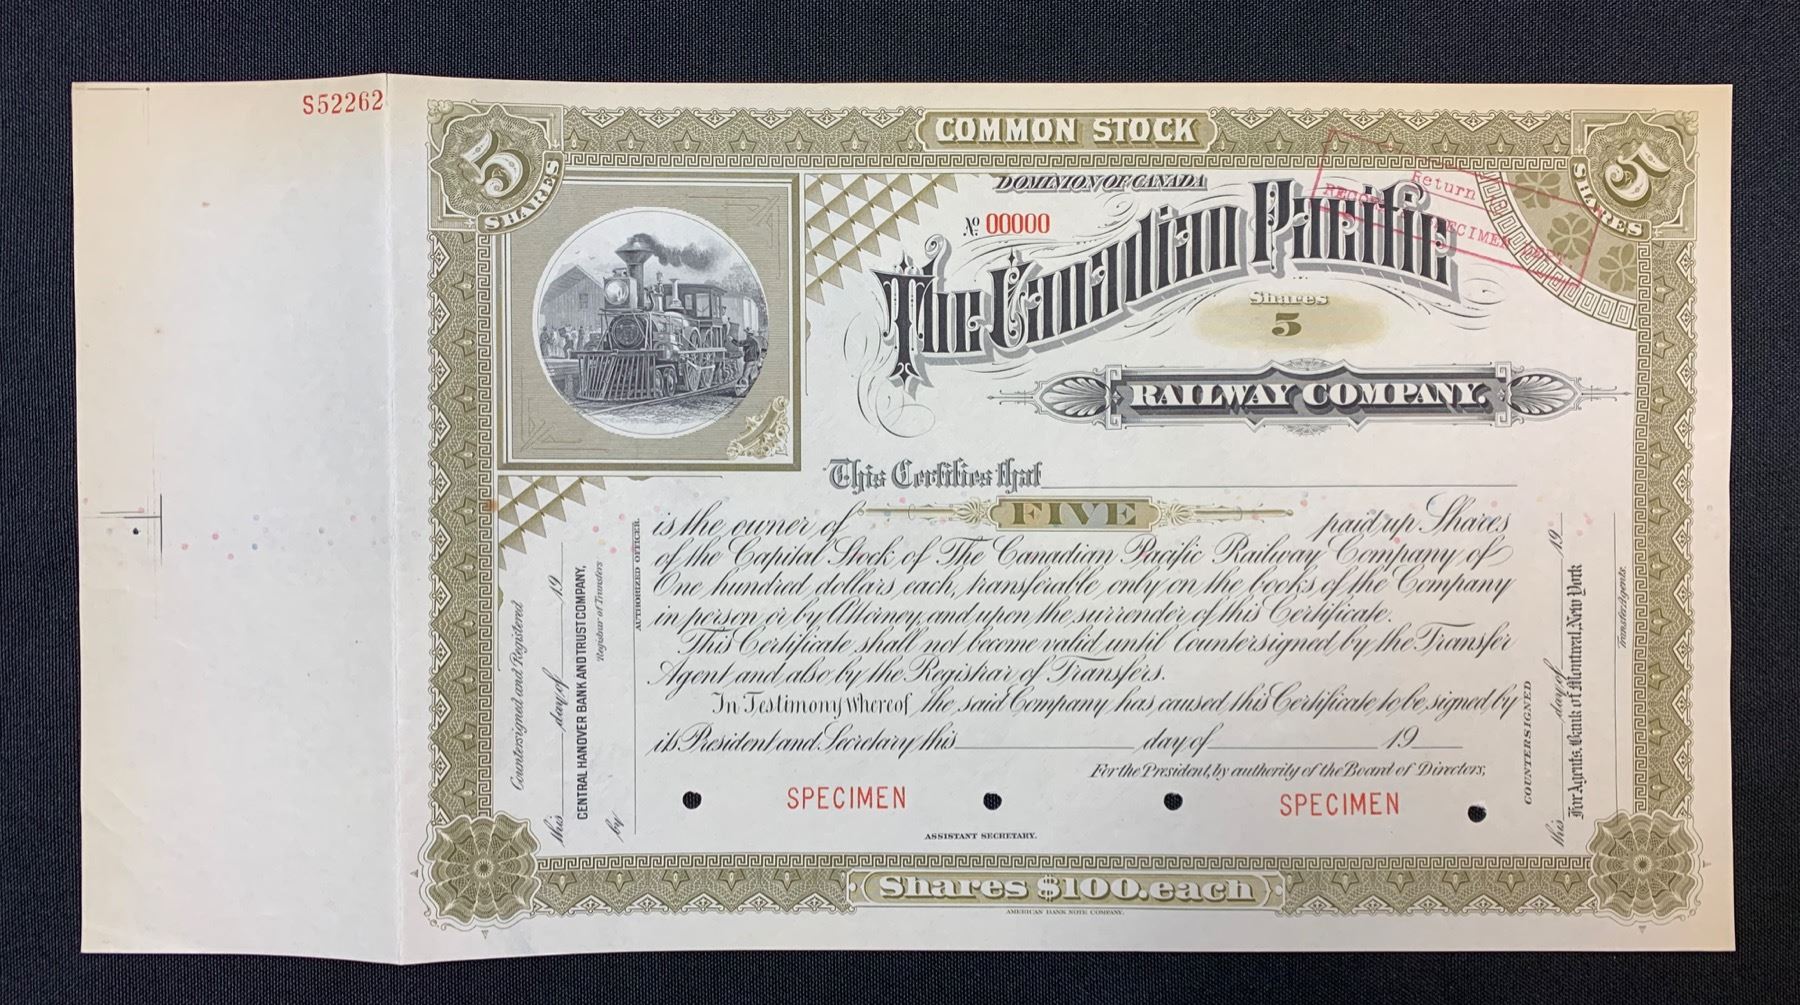 S52262
COMMON STOCK
5 SHARES
5 SHARES
DOMINION OF CANADA
Return
SPECIMEN
No 00000
The Canadian Pacific
Shares
5
RAILWAY COMPANY
This Certifies that
is the owner of FIVE paid up Shares
of the Capital Stock of The Canadian Pacific Railway Company of
One hundred dollars each, transferable only on the books of the Company
in person or by Attorney, and upon the surrender of this Certificate.
This Certificate shall not become valid until Countersigned by the Transfer
Agent and also by the Registrar of Transfers.
In Testimony Whereof the said Company has caused this Certificate to be signed by
its President and Secretary this day of 19
For the President, by authority of the Board of Directors,
SPECIMEN SPECIMEN
ASSISTANT SECRETARY.
Countersigned and Registered
this day of 19
CENTRAL HANOVER BANK AND TRUST COMPANY,
Registrar of Transfers
by
AUTHORIZED OFFICER.
COUNTERSIGNED
this day of 19
For Agents, Bank of Montreal, New York
Transfer Agents.
Shares $100. each
AMERICAN BANK NOTE COMPANY.